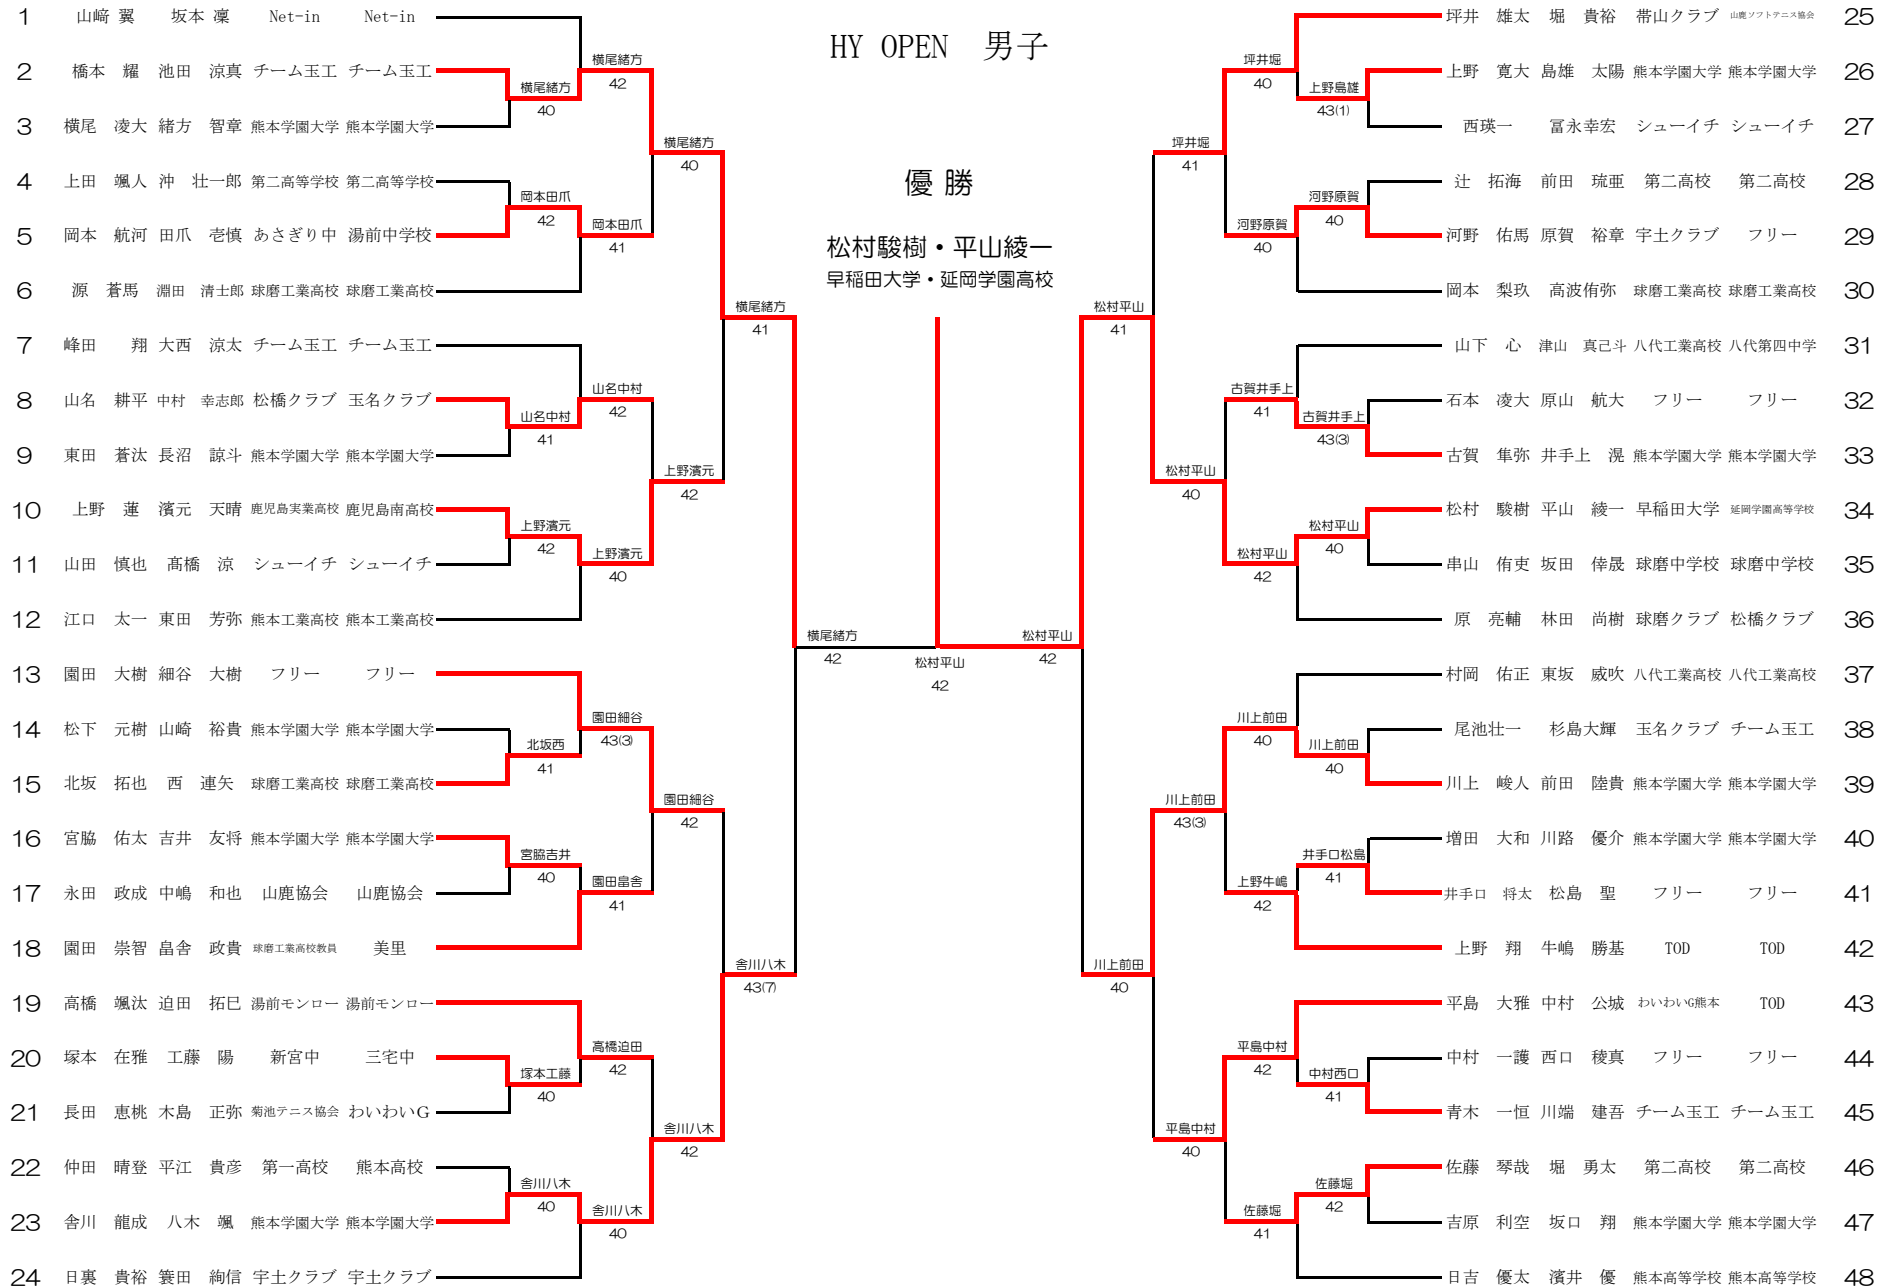 HY OPEN　男子
優 勝
松村駿樹・平山綾一
早稲田大学・延岡学園高校
1 山﨑 翼 坂本 凜 Net-in Net-in
2 橋本 耀 池田 涼真 チーム玉工 チーム玉工
3 横尾 凌大 緒方 智章 熊本学園大学 熊本学園大学
4 上田 颯人 沖 壮一郎 第二高等学校 第二高等学校
5 岡本 航河 田爪 壱慎 あさぎり中 湯前中学校
6 源 蒼馬 淵田 清士郎 球磨工業高校 球磨工業高校
7 峰田 翔 大西 涼太 チーム玉工 チーム玉工
8 山名 耕平 中村 幸志郎 松橋クラブ 玉名クラブ
9 東田 蒼汰 長沼 諒斗 熊本学園大学 熊本学園大学
10 上野 蓮 濱元 天晴 鹿児島実業高校 鹿児島南高校
11 山田 慎也 髙橋 涼 シューイチ シューイチ
12 江口 太一 東田 芳弥 熊本工業高校 熊本工業高校
13 園田 大樹 細谷 大樹 フリー フリー
14 松下 元樹 山崎 裕貴 熊本学園大学 熊本学園大学
15 北坂 拓也 西 連矢 球磨工業高校 球磨工業高校
16 宮脇 佑太 吉井 友将 熊本学園大学 熊本学園大学
17 永田 政成 中嶋 和也 山鹿協会 山鹿協会
18 園田 崇智 畠舎 政貴 球磨工業高校教員 美里
19 高橋 颯汰 迫田 拓巳 湯前モンロー 湯前モンロー
20 塚本 在雅 工藤 陽 新宮中 三宅中
21 長田 恵桃 木島 正弥 菊池テニス協会 わいわいＧ
22 仲田 晴登 平江 貴彦 第一高校 熊本高校
23 舎川 龍成 八木 颯 熊本学園大学 熊本学園大学
24 日裏 貴裕 簑田 絢信 宇土クラブ 宇土クラブ
横尾緒方
40
岡本田爪
42
山名中村
41
上野濱元
42
北坂西
41
宮脇吉井
40
塚本工藤
40
舎川八木
40
横尾緒方
42
岡本田爪
41
山名中村
42
上野濱元
40
園田細谷
43(3)
園田畠舎
41
高橋迫田
42
舎川八木
40
横尾緒方
40
上野濱元
42
園田細谷
42
舎川八木
42
横尾緒方
41
舎川八木
43(7)
横尾緒方
42
松村平山
42
松村平山
42
松村平山
41
川上前田
40
坪井堀
41
松村平山
40
川上前田
43(3)
平島中村
40
坪井堀
40
河野原賀
40
古賀井手上
41
松村平山
42
川上前田
40
上野牛嶋
42
平島中村
42
佐藤堀
41
上野島雄
43(1)
河野原賀
40
古賀井手上
43(3)
松村平山
40
川上前田
40
井手口松島
41
中村西口
41
佐藤堀
42
坪井 雄太 堀 貴裕 帯山クラブ 山鹿ソフトテニス協会 25
上野 寛大 島雄 太陽 熊本学園大学 熊本学園大学 26
西瑛一 冨永幸宏 シューイチ シューイチ 27
辻 拓海 前田 琉亜 第二高校 第二高校 28
河野 佑馬 原賀 裕章 宇土クラブ フリー 29
岡本 梨玖 高波侑弥 球磨工業高校 球磨工業高校 30
山下 心 津山 真己斗 八代工業高校 八代第四中学 31
石本 凌大 原山 航大 フリー フリー 32
古賀 隼弥 井手上 滉 熊本学園大学 熊本学園大学 33
松村 駿樹 平山 綾一 早稲田大学 延岡学園高等学校 34
串山 侑吏 坂田 倖晟 球磨中学校 球磨中学校 35
原 亮輔 林田 尚樹 球磨クラブ 松橋クラブ 36
村岡 佑正 東坂 威吹 八代工業高校 八代工業高校 37
尾池壮一 杉島大輝 玉名クラブ チーム玉工 38
川上 峻人 前田 陸貴 熊本学園大学 熊本学園大学 39
増田 大和 川路 優介 熊本学園大学 熊本学園大学 40
井手口 将太 松島 聖 フリー フリー 41
上野 翔 牛嶋 勝基 TOD TOD 42
平島 大雅 中村 公城 わいわいG熊本 TOD 43
中村 一護 西口 稜真 フリー フリー 44
青木 一恒 川端 建吾 チーム玉工 チーム玉工 45
佐藤 琴哉 堀 勇太 第二高校 第二高校 46
吉原 利空 坂口 翔 熊本学園大学 熊本学園大学 47
日吉 優太 濱井 優 熊本高等学校 熊本高等学校 48